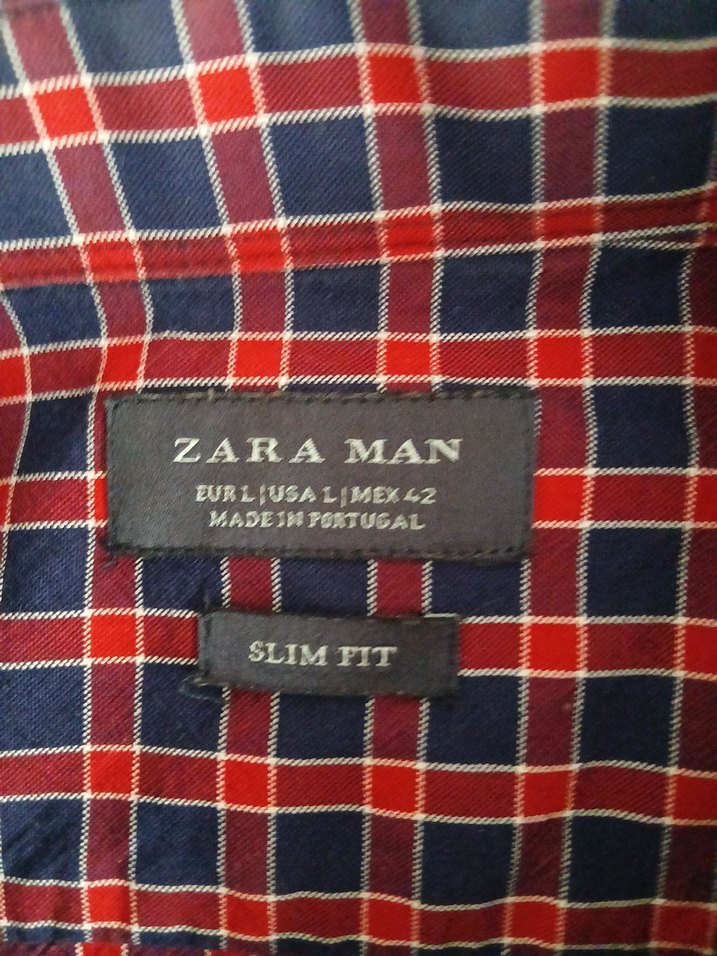 ZARA MAN
EUR L | USA L | MEX 42
MADE IN PORTUGAL
SLIM FIT